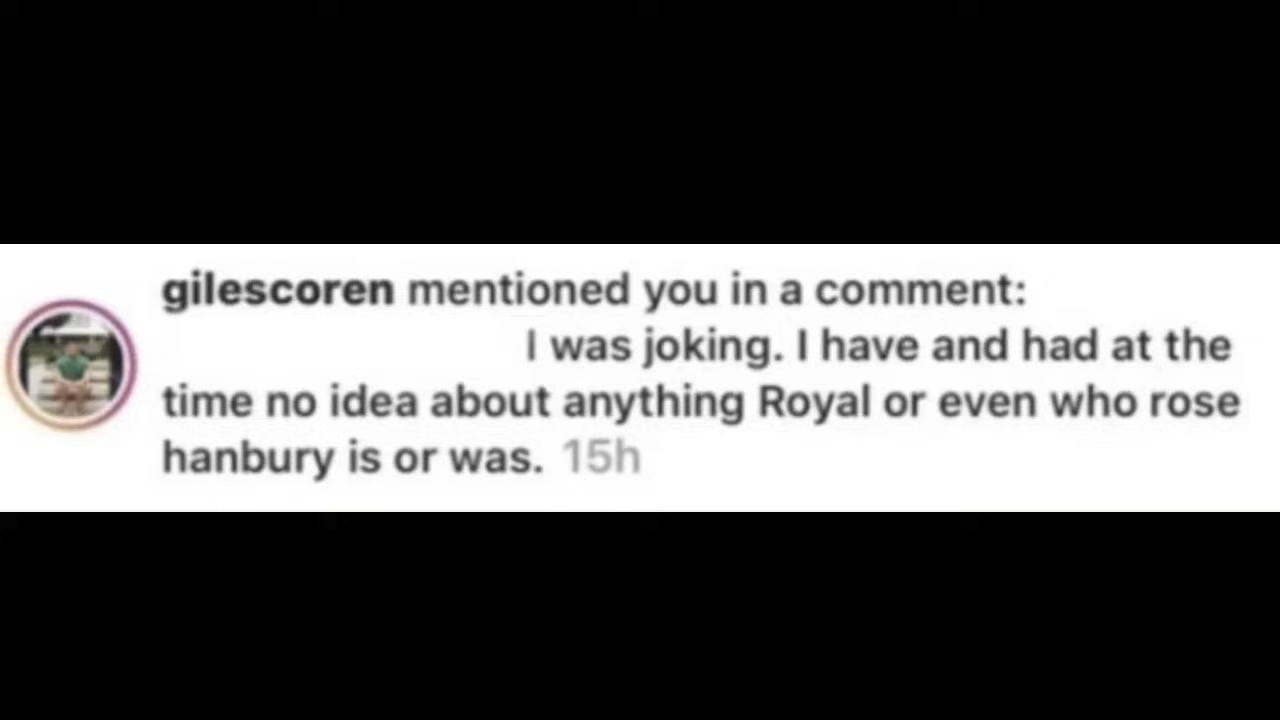 gilescoren mentioned you in a comment:
I was joking. I have and had at the
time no idea about anything Royal or even who rose
hanbury is or was. 15h